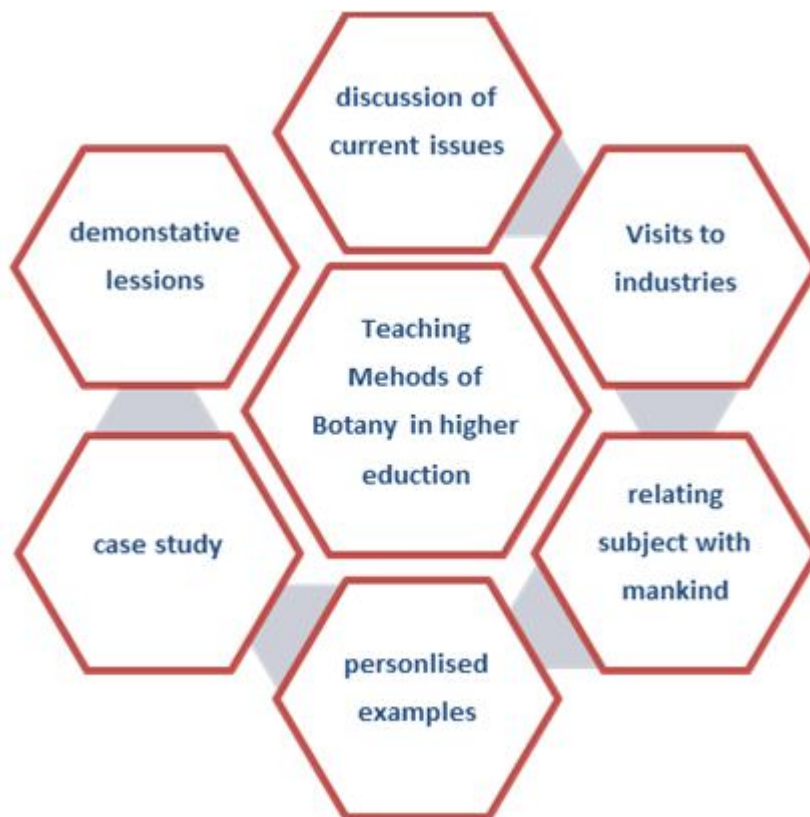 discussion of
current issues
Visits to
industries
relating
subject with
mankind
personlised
examples
case study
demonstative
lessions
Teaching
Mehods of
Botany in higher
eduction